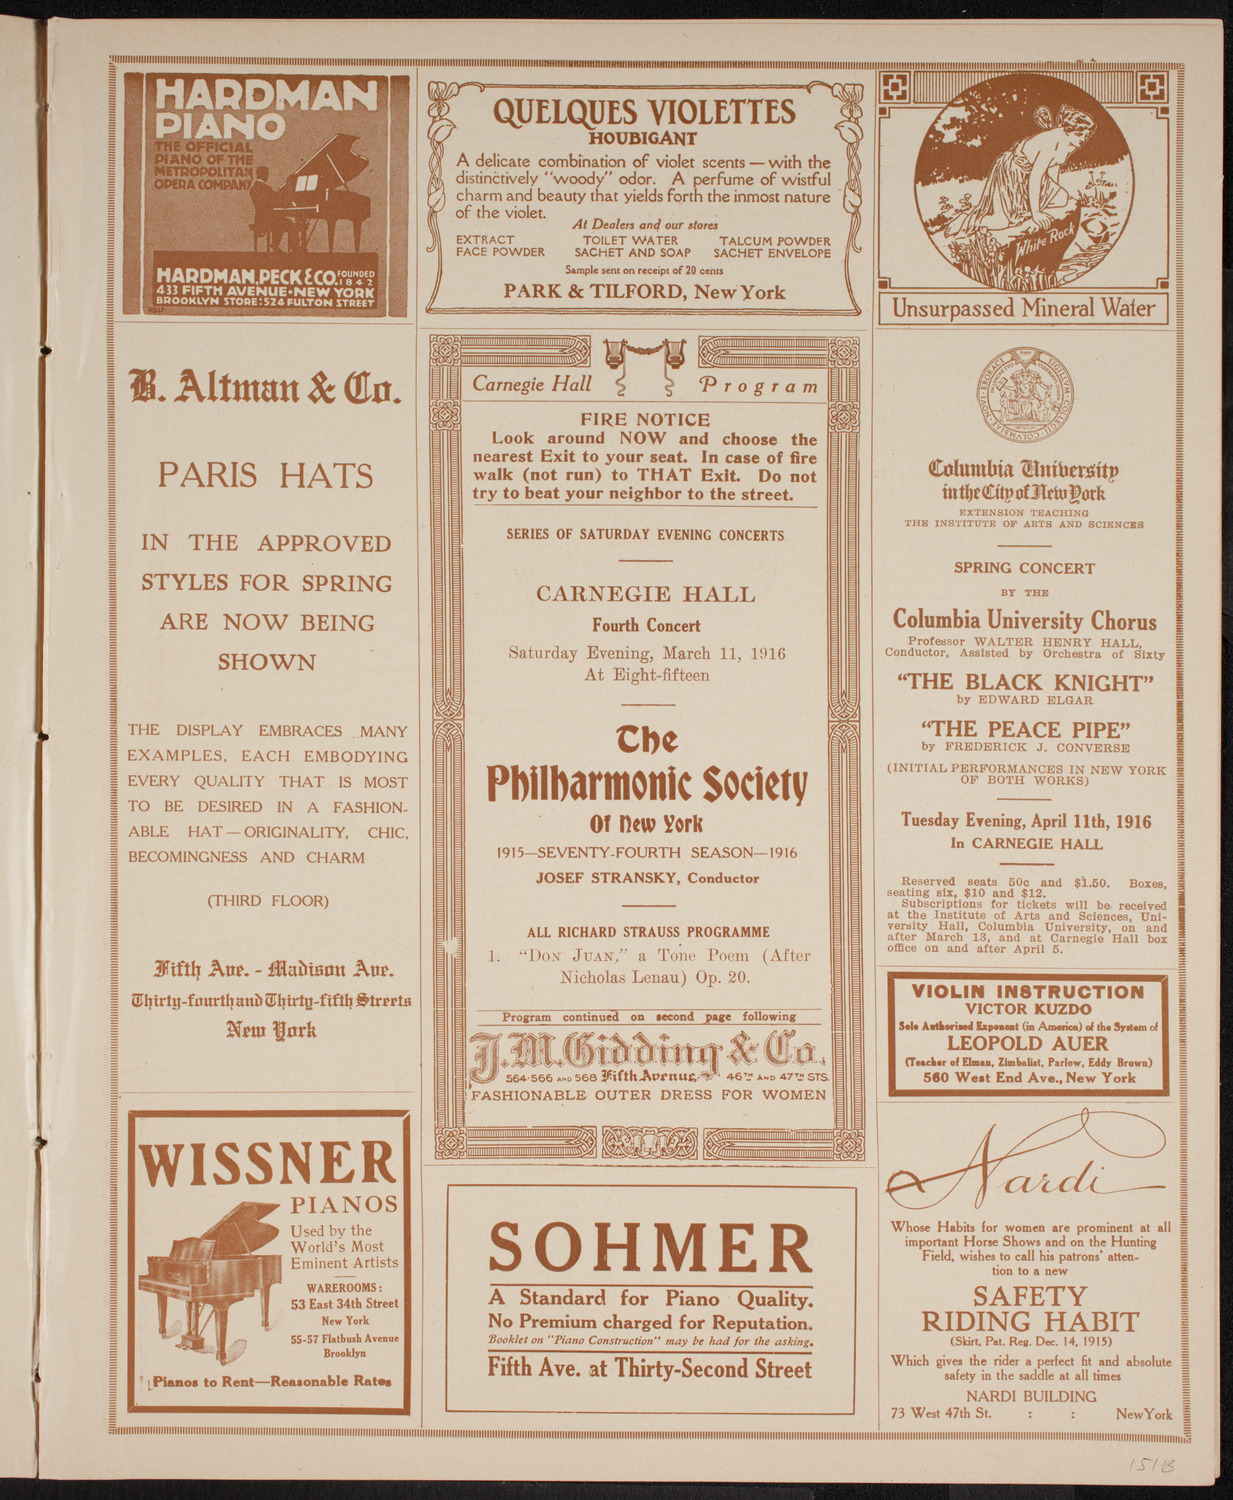 HARDMAN
PIANO
THE OFFICIAL
PIANO OF THE
METROPOLITAN
OPERA COMPANY
HARDMAN, PECK & CO. FOUNDED 1842
433 FIFTH AVENUE - NEW YORK
BROOKLYN STORE: 524 FULTON STREET
B. Altman & Co.
PARIS HATS
IN THE APPROVED
STYLES FOR SPRING
ARE NOW BEING
SHOWN
THE DISPLAY EMBRACES MANY
EXAMPLES, EACH EMBODYING
EVERY QUALITY THAT IS MOST
TO BE DESIRED IN A FASHION-
ABLE HAT—ORIGINALITY, CHIC,
BECOMINGNESS AND CHARM
(THIRD FLOOR)
Fifth Ave. - Madison Ave.
Thirty-fourth and Thirty-fifth Streets
New York
WISSNER
PIANOS
Used by the
World's Most
Eminent Artists
WAREROOMS:
53 East 34th Street
New York
55-57 Flatbush Avenue
Brooklyn
Pianos to Rent—Reasonable Rates
QUELQUES VIOLETTES
HOUBIGANT
A delicate combination of violet scents — with the
distinctively "woody" odor. A perfume of wistful
charm and beauty that yields forth the inmost nature
of the violet.
At Dealers and our stores
EXTRACT TOILET WATER TALCUM POWDER
FACE POWDER SACHET AND SOAP SACHET ENVELOPE
Sample sent on receipt of 20 cents
PARK & TILFORD, New York
Carnegie Hall Program
FIRE NOTICE
Look around NOW and choose the
nearest Exit to your seat. In case of fire
walk (not run) to THAT Exit. Do not
try to beat your neighbor to the street.
SERIES OF SATURDAY EVENING CONCERTS
CARNEGIE HALL
Fourth Concert
Saturday Evening, March 11, 1916
At Eight-fifteen
The
Philharmonic Society
Of New York
1915—SEVENTY-FOURTH SEASON—1916
JOSEF STRANSKY, Conductor
ALL RICHARD STRAUSS PROGRAMME
1. "DON JUAN," a Tone Poem (After
Nicholas Lenau) Op. 20.
Program continued on second page following
J.M. Gidding & Co.
564-566 AND 568 Fifth Avenue, 46TH AND 47TH STS.
FASHIONABLE OUTER DRESS FOR WOMEN
SOHMER
A Standard for Piano Quality.
No Premium charged for Reputation.
Booklet on "Piano Construction" may be had for the asking.
Fifth Ave. at Thirty-Second Street
White Rock
Unsurpassed Mineral Water
Columbia University
in the City of New York
EXTENSION TEACHING
THE INSTITUTE OF ARTS AND SCIENCES
SPRING CONCERT
BY THE
Columbia University Chorus
Professor WALTER HENRY HALL,
Conductor, Assisted by Orchestra of Sixty
"THE BLACK KNIGHT"
by EDWARD ELGAR
"THE PEACE PIPE"
by FREDERICK J. CONVERSE
(INITIAL PERFORMANCES IN NEW YORK
OF BOTH WORKS)
Tuesday Evening, April 11th, 1916
In CARNEGIE HALL
Reserved seats 50c and $1.50. Boxes,
seating six, $10 and $12.
Subscriptions for tickets will be received
at the Institute of Arts and Sciences, Uni-
versity Hall, Columbia University, on and
after March 13, and at Carnegie Hall box
office on and after April 5.
VIOLIN INSTRUCTION
VICTOR KUZDO
Sole Authorized Exponent (in America) of the System of
LEOPOLD AUER
(Teacher of Elman, Zimbalist, Parlow, Eddy Brown)
560 West End Ave., New York
Nardi
Whose Habits for women are prominent at all
important Horse Shows and on the Hunting
Field, wishes to call his patrons' atten-
tion to a new
SAFETY
RIDING HABIT
(Skirt, Pat. Reg. Dec. 14, 1915)
Which gives the rider a perfect fit and absolute
safety in the saddle at all times
NARDI BUILDING
73 West 47th St. : : New York